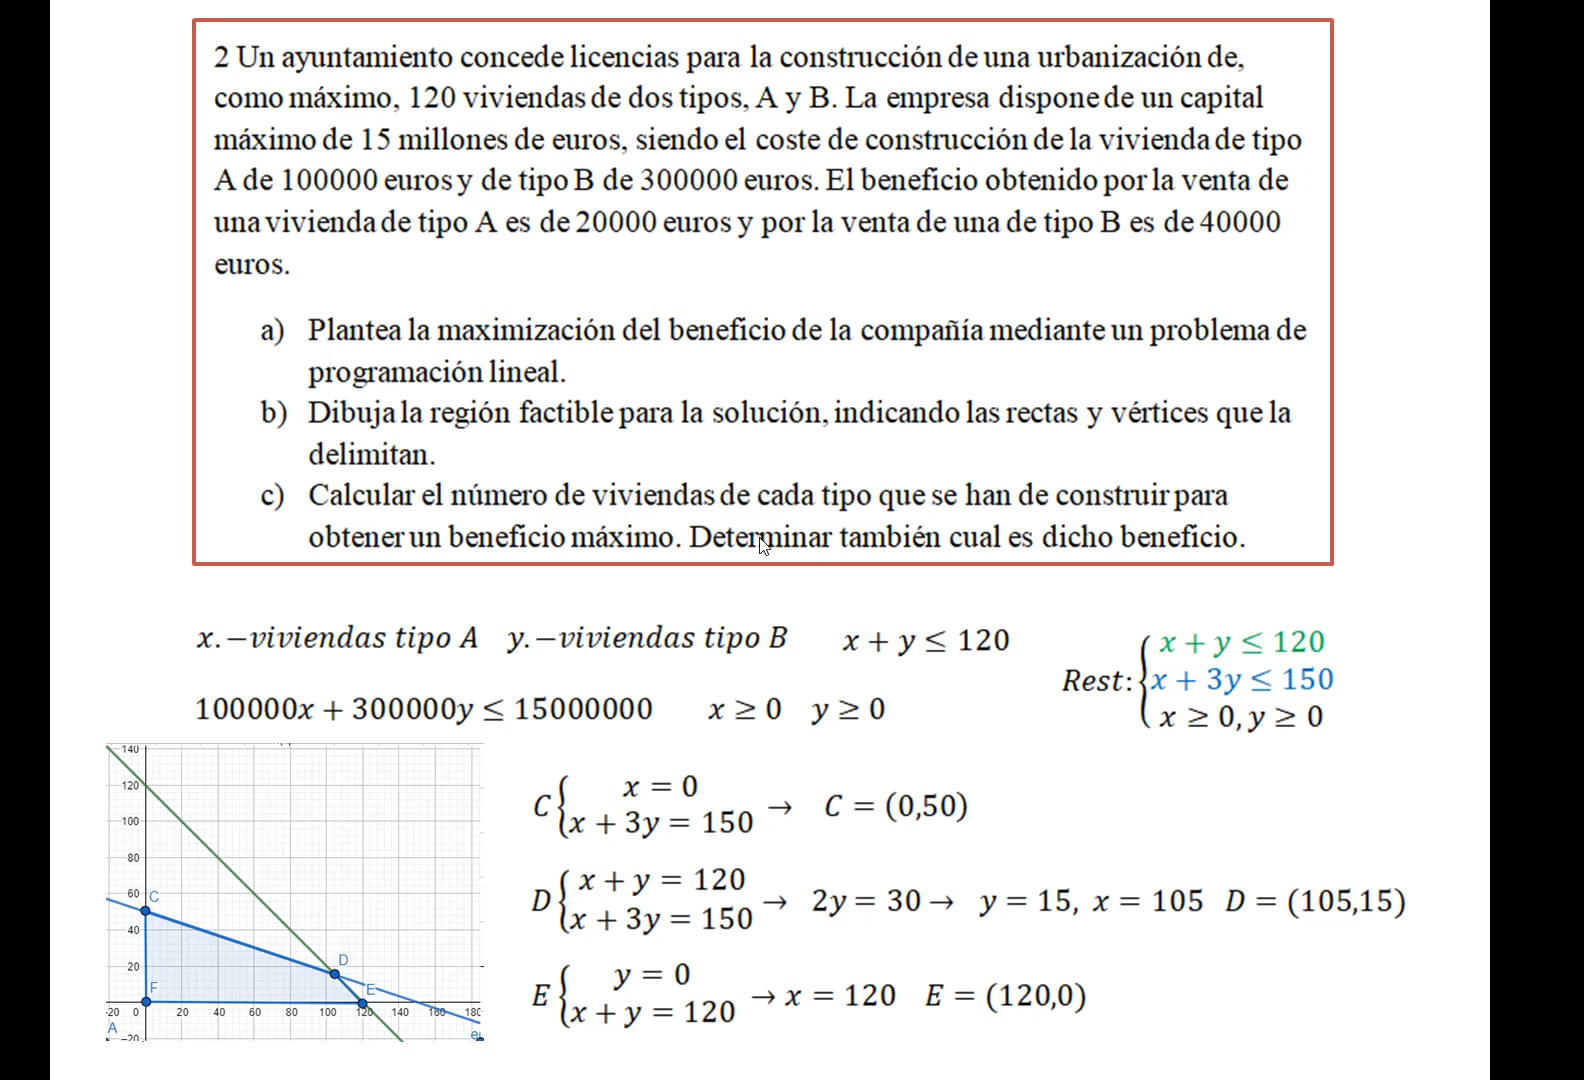 2 Un ayuntamiento concede licencias para la construcción de una urbanización de,
como máximo, 120 viviendas de dos tipos, A y B. La empresa dispone de un capital
máximo de 15 millones de euros, siendo el coste de construcción de la vivienda de tipo
A de 100000 euros y de tipo B de 300000 euros. El beneficio obtenido por la venta de
una vivienda de tipo A es de 20000 euros y por la venta de una de tipo B es de 40000
euros.
a) Plantea la maximización del beneficio de la compañía mediante un problema de
programación lineal.
b) Dibuja la región factible para la solución, indicando las rectas y vértices que la
delimitan.
c) Calcular el número de viviendas de cada tipo que se han de construir para
obtener un beneficio máximo. Determinar también cual es dicho beneficio.
x.−viviendas tipo A y.−viviendas tipo B x + y ≤ 120
100000x + 300000y ≤ 15000000 x ≥ 0 y ≥ 0
Rest: { x + y ≤ 120
x + 3y ≤ 150
x ≥ 0, y ≥ 0
140
120
100
80
60
40
20
-20 0 20 40 60 80 100 120 140 160 180
−20
C
D
E
F
A
C { x = 0
x + 3y = 150 → C = (0,50)
D { x + y = 120
x + 3y = 150 → 2y = 30 → y = 15, x = 105 D = (105,15)
E { y = 0
x + y = 120 → x = 120 E = (120,0)